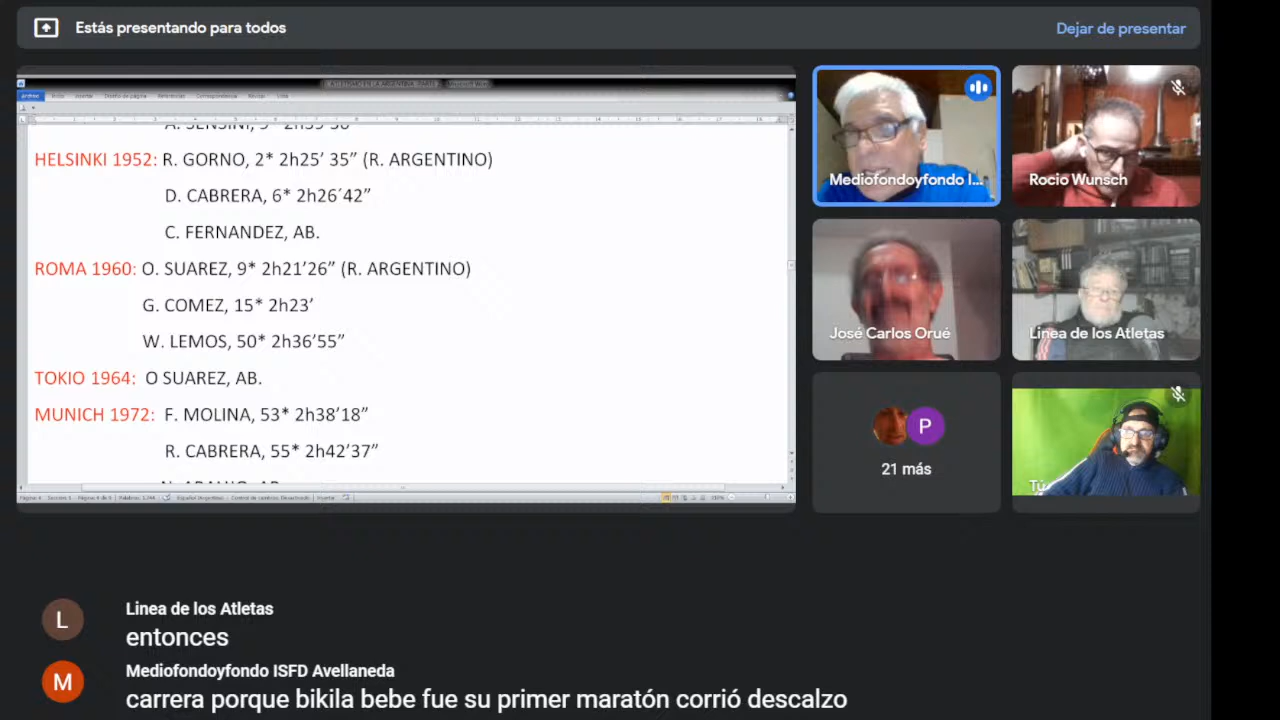 Estás presentando para todos
Dejar de presentar
HELSINKI 1952: R. GORNO, 2* 2h25' 35" (R. ARGENTINO)
D. CABRERA, 6* 2h26´42"
C. FERNANDEZ, AB.
ROMA 1960: O. SUAREZ, 9* 2h21'26" (R. ARGENTINO)
G. COMEZ, 15* 2h23'
W. LEMOS, 50* 2h36'55"
TOKIO 1964: O SUAREZ, AB.
MUNICH 1972: F. MOLINA, 53* 2h38'18"
R. CABRERA, 55* 2h42'37"
Mediofondoyfondo I...
Rocio Wunsch
José Carlos Orué
Linea de los Atletas
P
21 más
Tú
L
Linea de los Atletas
entonces
M
Mediofondoyfondo ISFD Avellaneda
carrera porque bikila bebe fue su primer maratón corrió descalzo